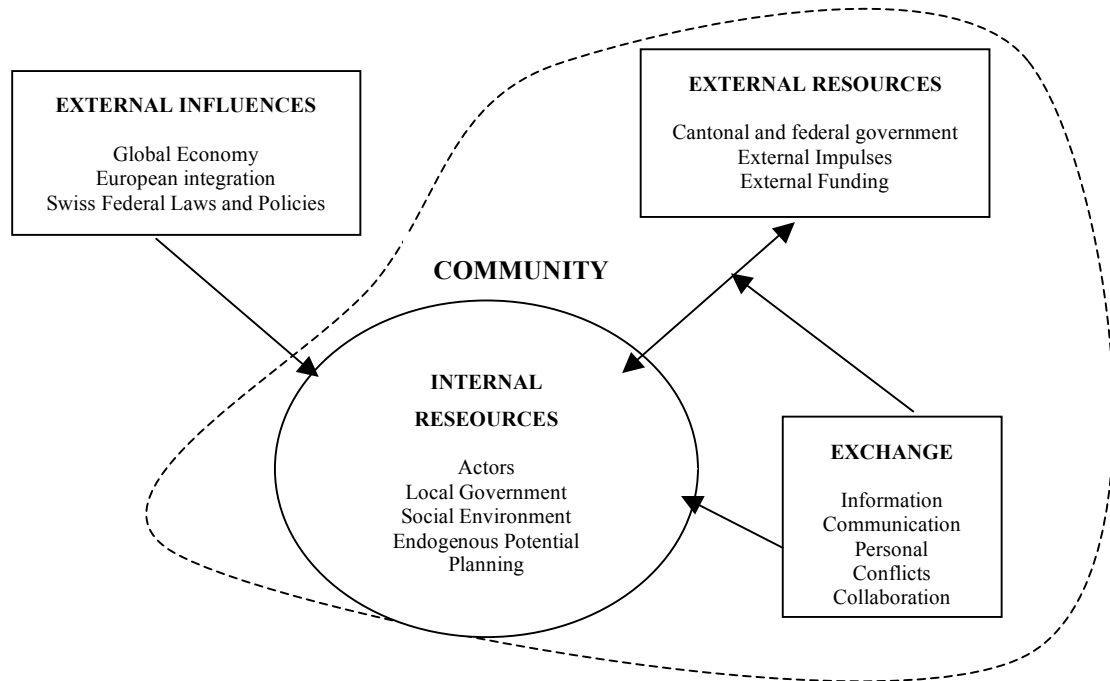 EXTERNAL INFLUENCES
Global Economy
European integration
Swiss Federal Laws and Policies
EXTERNAL RESOURCES
Cantonal and federal government
External Impulses
External Funding
COMMUNITY
INTERNAL
RESEOURCES
Actors
Local Government
Social Environment
Endogenous Potential
Planning
EXCHANGE
Information
Communication
Personal
Conflicts
Collaboration